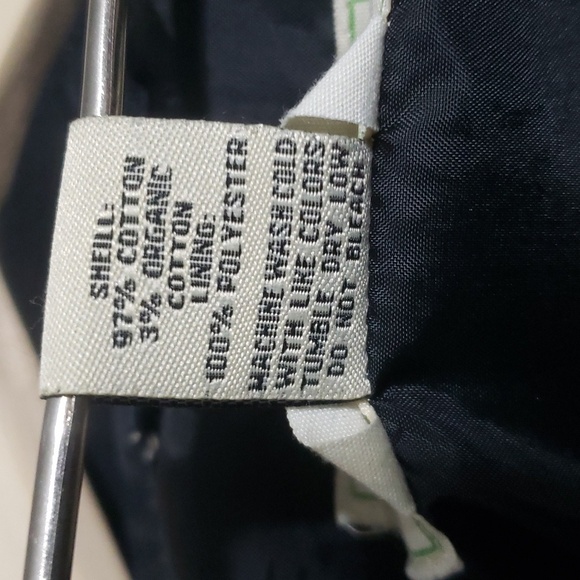 SHELL:
97% COTTON
3% ORGANIC
COTTON
LINING:
100% POLYESTER
MACHINE WASH COLD
WITH LIKE COLORS
TUMBLE DRY LOW
DO NOT BLEACH